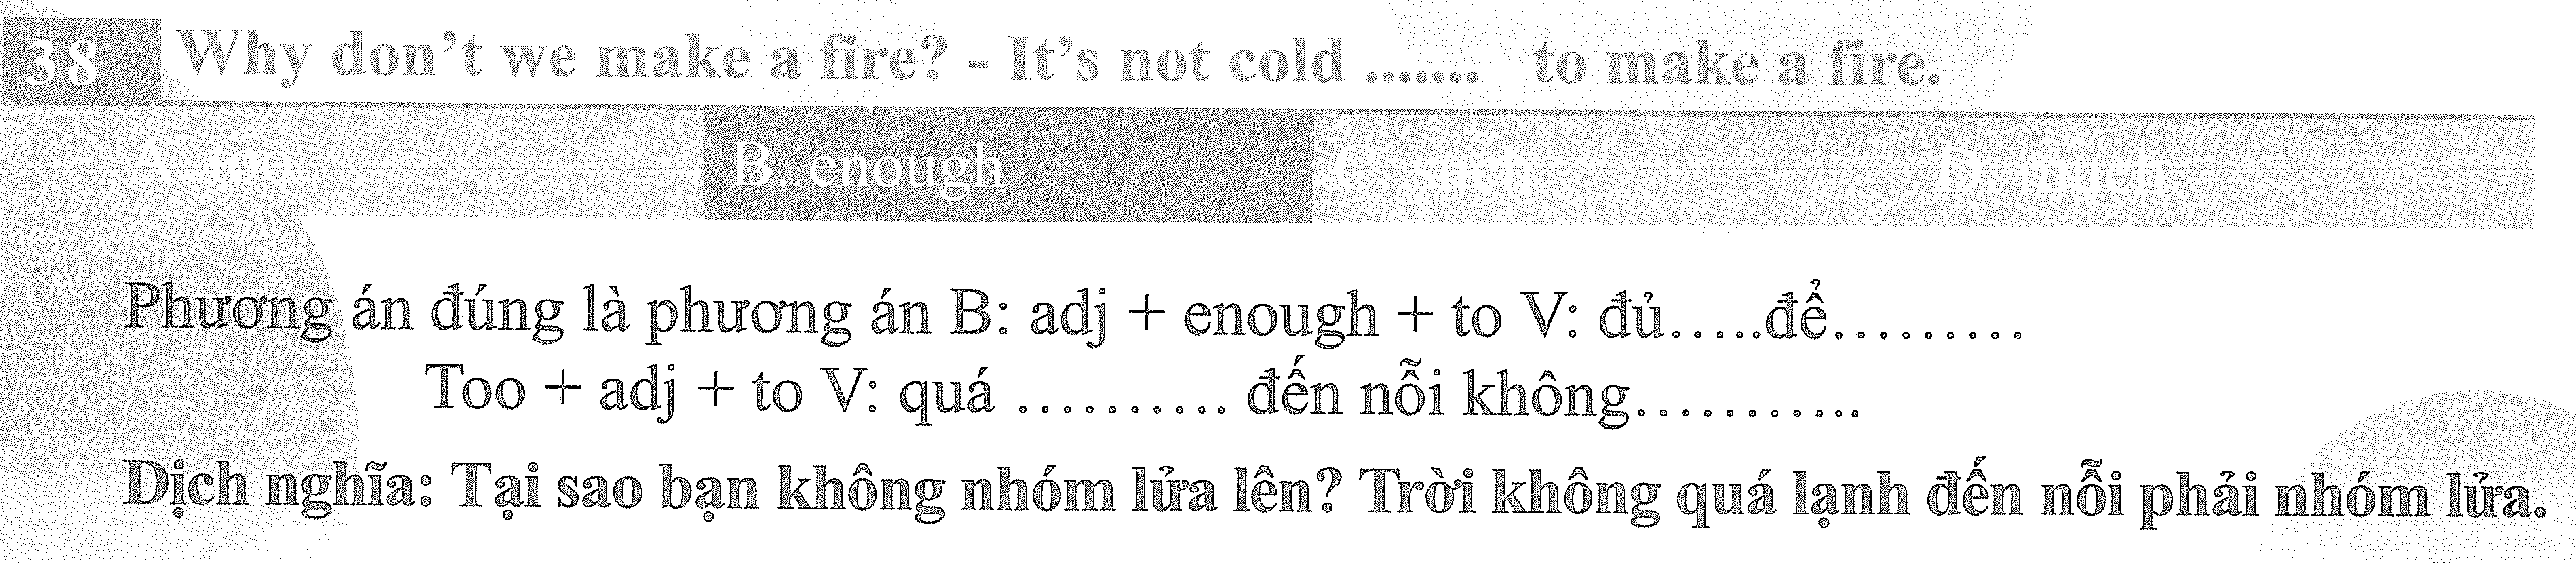 38 Why don't we make a fire? - It's not cold ....... to make a fire.
A. too B. enough C. such D. much
Phương án đúng là phương án B: adj + enough + to V: đủ.....để.........
Too + adj + to V: quá .......... đến nỗi không...........
Dịch nghĩa: Tại sao bạn không nhóm lửa lên? Trời không quá lạnh đến nỗi phải nhóm lửa.